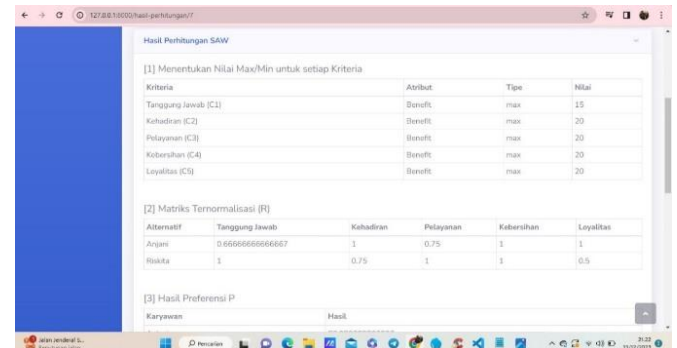 127.0.0.1:8000/hasil-perhitungan/?
Hasil Perhitungan SAW
[1] Menentukan Nilai Max/Min untuk setiap Kriteria
Kriteria Atribut Tipe Nilai
Tanggung Jawab (C1) Benefit max 15
Kehadiran (C2) Benefit max 20
Pelayanan (C3) Benefit max 20
Kebersihan (C4) Benefit max 20
Loyalitas (C5) Benefit max 20
[2] Matriks Ternormalisasi (R)
Alternatif Tanggung Jawab Kehadiran Pelayanan Kebersihan Loyalitas
Anjani 0.66666666666667 1 0.75 1 1
Riskita 1 0.75 1 1 0.5
[3] Hasil Preferensi P
Karyawan Hasil
Jalan Jenderal S...
Pencarian
21:22